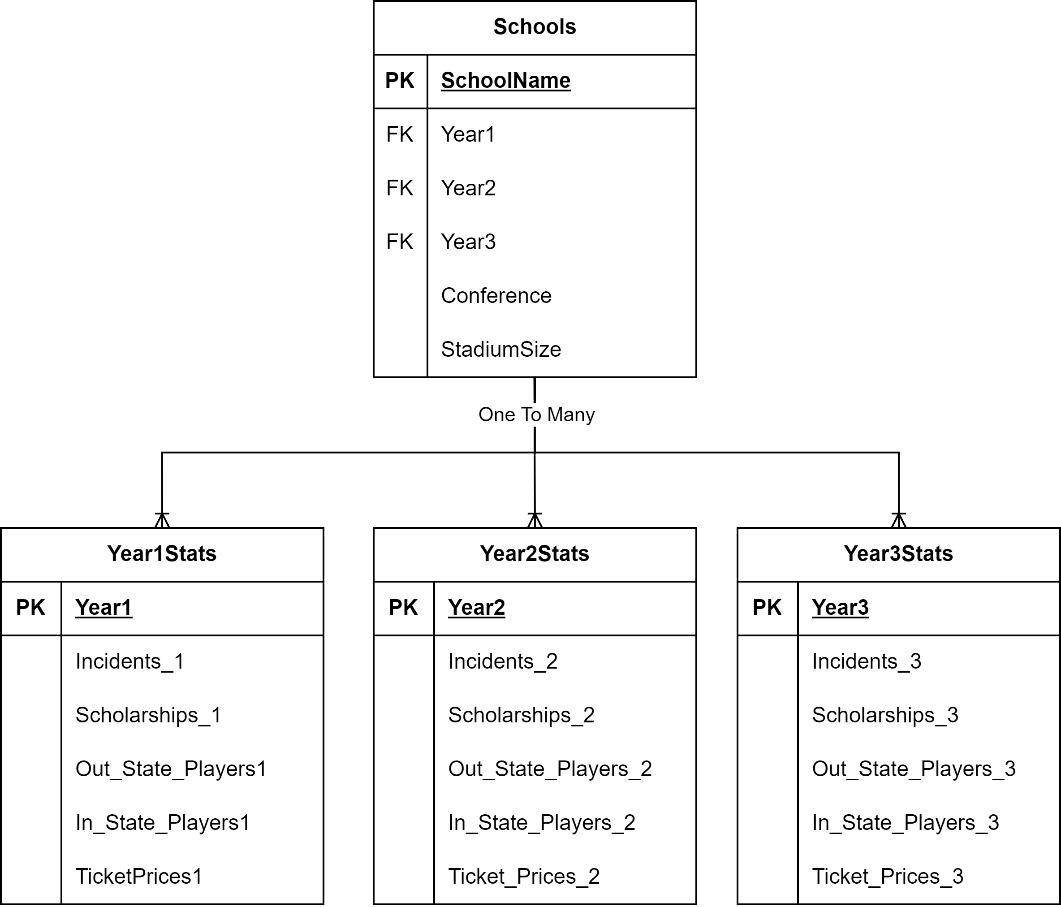 Schools
PK SchoolName
FK Year1
FK Year2
FK Year3
Conference
StadiumSize
One To Many
Year1Stats
PK Year1
Incidents_1
Scholarships_1
Out_State_Players1
In_State_Players1
TicketPrices1
Year2Stats
PK Year2
Incidents_2
Scholarships_2
Out_State_Players_2
In_State_Players_2
Ticket_Prices_2
Year3Stats
PK Year3
Incidents_3
Scholarships_3
Out_State_Players_3
In_State_Players_3
Ticket_Prices_3